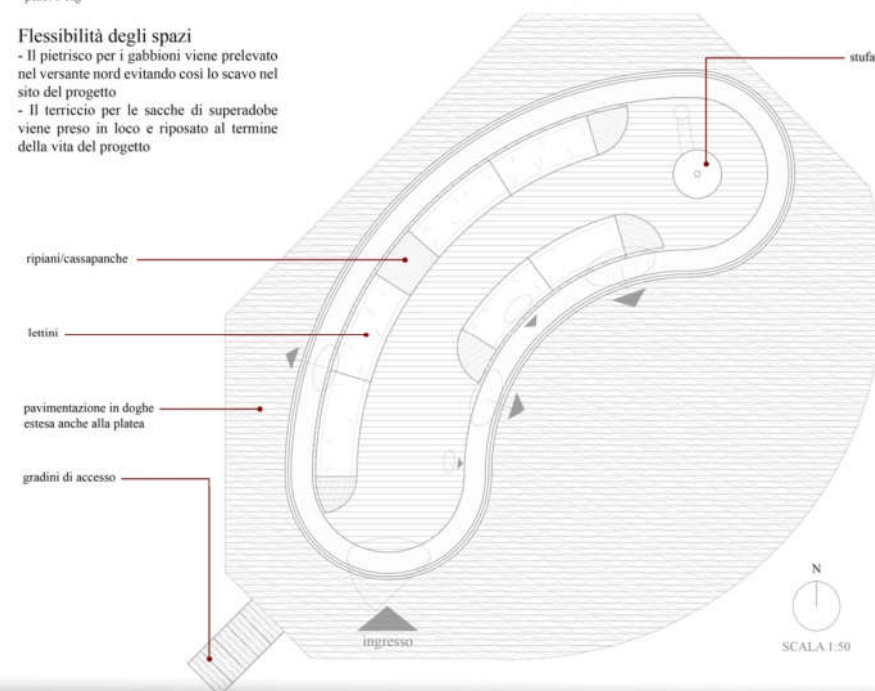 Flessibilità degli spazi
- Il pietrisco per i gabbioni viene prelevato
nel versante nord evitando così lo scavo nel
sito del progetto
- Il terriccio per le sacche di superadobe
viene preso in loco e riposato al termine
della vita del progetto
stufa
ripiani/cassapanche
lettini
pavimentazione in doghe
estesa anche alla platea
gradini di accesso
ingresso
N
SCALA 1:50